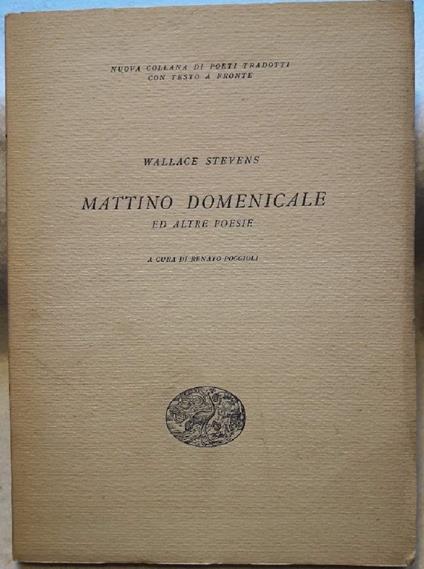 NUOVA COLLANA DI POETI TRADOTTI
CON TESTO A FRONTE
WALLACE STEVENS
MATTINO DOMENICALE
ED ALTRE POESIE
A CURA DI RENATO POGGIOLI